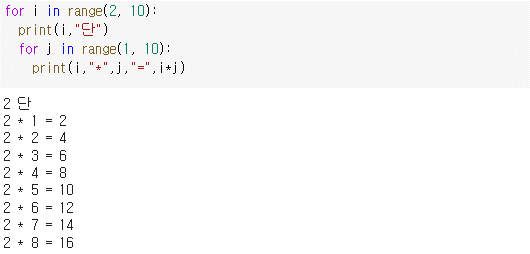 for i in range(2, 10):
  print(i,"단")
  for j in range(1, 10):
    print(i,"*",j,"=",i*j)
2 단
2 * 1 = 2
2 * 2 = 4
2 * 3 = 6
2 * 4 = 8
2 * 5 = 10
2 * 6 = 12
2 * 7 = 14
2 * 8 = 16